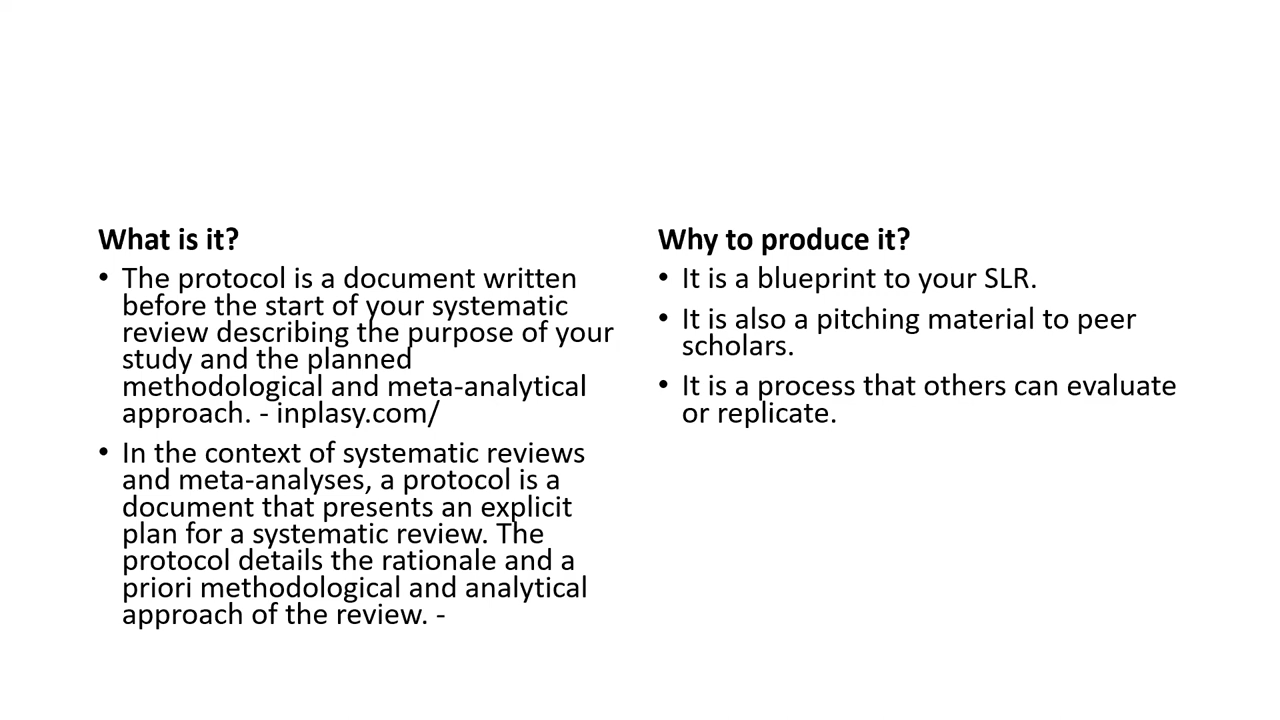 What is it?
• The protocol is a document written
before the start of your systematic
review describing the purpose of your
study and the planned
methodological and meta-analytical
approach. - inplasy.com/
• In the context of systematic reviews
and meta-analyses, a protocol is a
document that presents an explicit
plan for a systematic review. The
protocol details the rationale and a
priori methodological and analytical
approach of the review. -
Why to produce it?
• It is a blueprint to your SLR.
• It is also a pitching material to peer
scholars.
• It is a process that others can evaluate
or replicate.